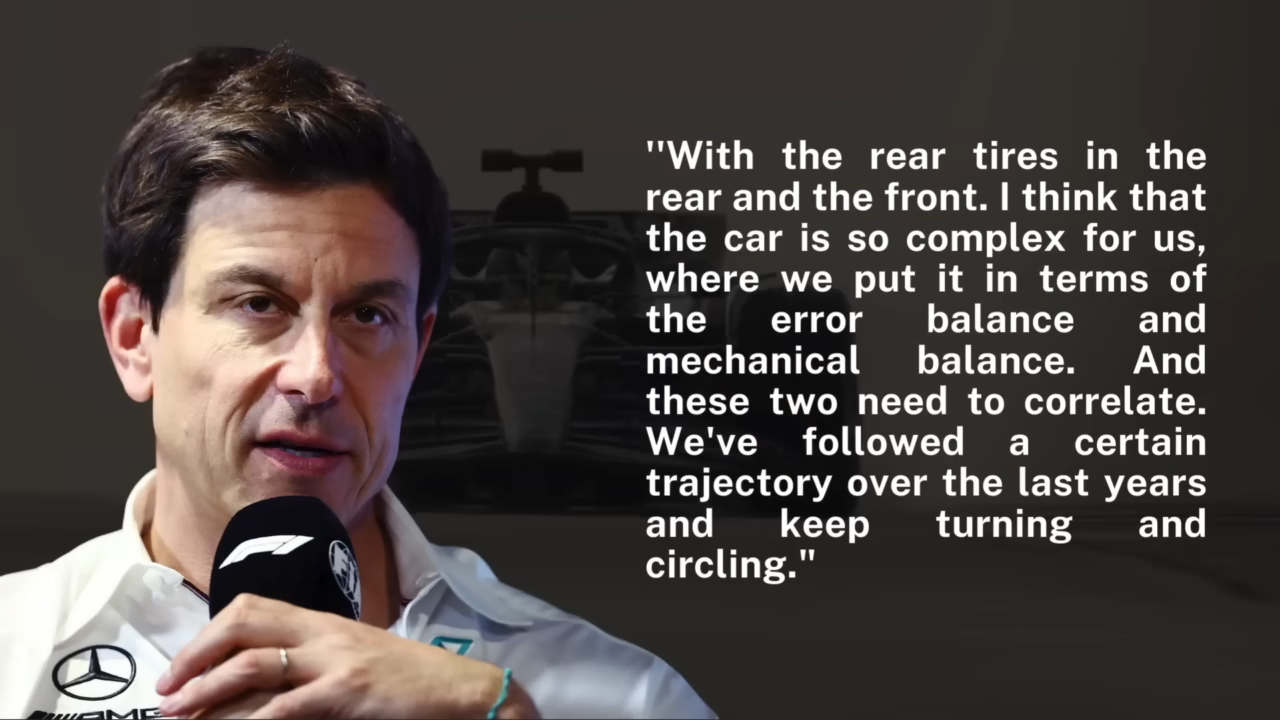 ''With the rear tires in the
rear and the front. I think that
the car is so complex for us,
where we put it in terms of
the error balance and
mechanical balance. And
these two need to correlate.
We've followed a certain
trajectory over the last years
and keep turning and
circling."
F1
AMG